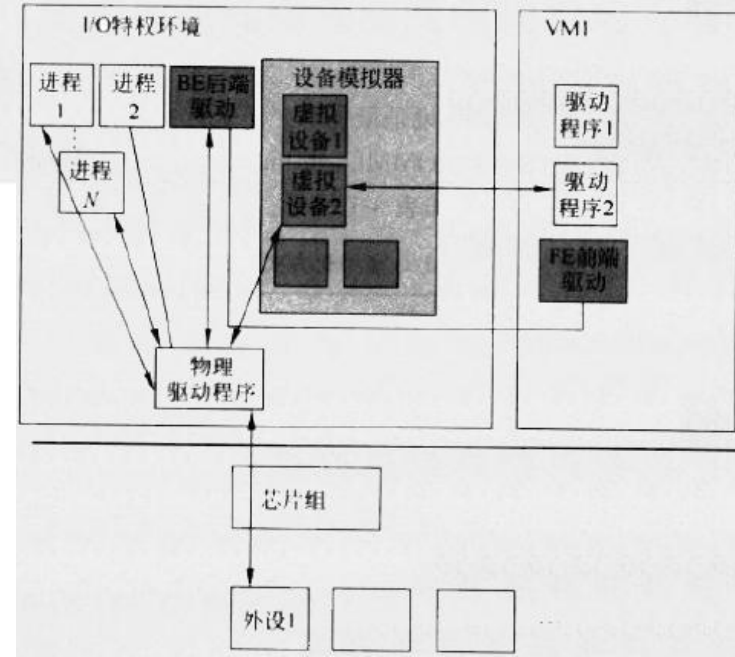 I/O特权环境
VM1
进程
1
进程
2
BE后端
驱动
设备模拟器
虚拟
设备1
驱动
程序1
进程
N
虚拟
设备2
驱动
程序2
FE前端
驱动
物理
驱动程序
芯片组
外设1
...